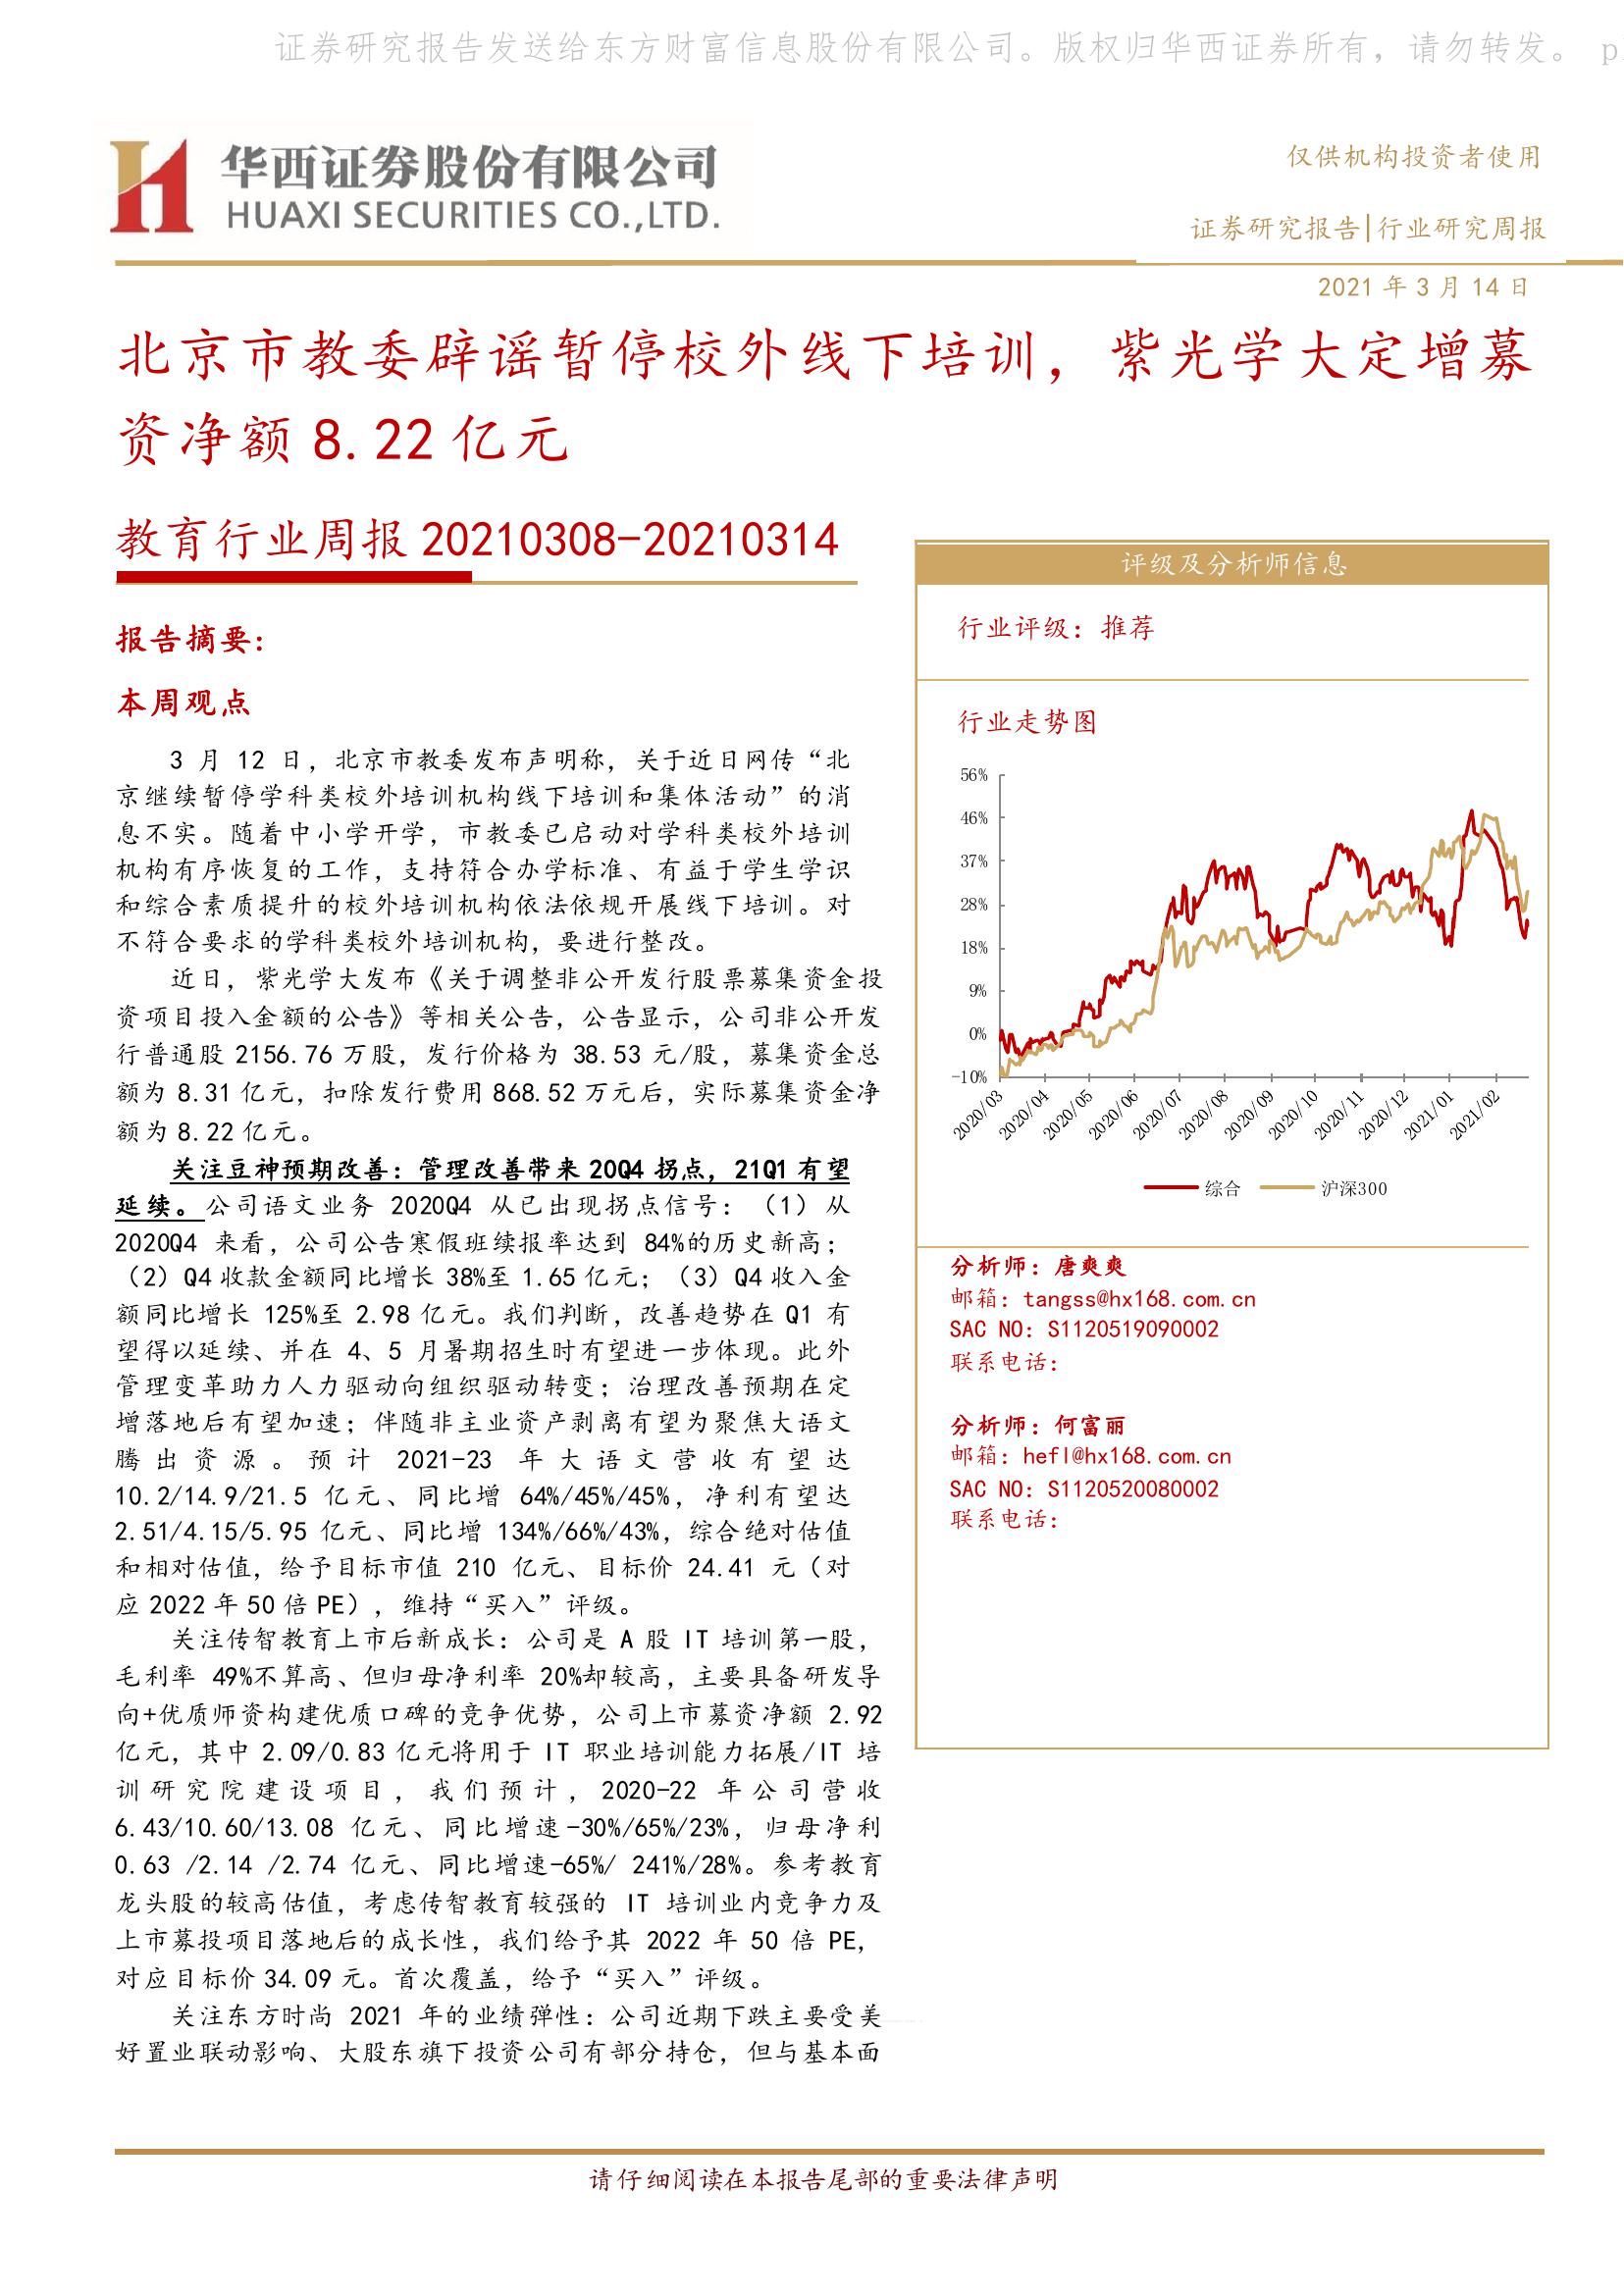 证券研究报告发送给东方财富信息股份有限公司。版权归华西证券所有，请勿转发。 p
华西证券股份有限公司
HUAXI SECURITIES CO.,LTD.
仅供机构投资者使用
证券研究报告|行业研究周报
2021 年 3 月 14 日
北京市教委辟谣暂停校外线下培训，紫光学大定增募
资净额 8.22 亿元
教育行业周报 20210308-20210314
报告摘要：
本周观点
3 月 12 日，北京市教委发布声明称，关于近日网传“北
京继续暂停学科类校外培训机构线下培训和集体活动”的消
息不实。随着中小学开学，市教委已启动对学科类校外培训
机构有序恢复的工作，支持符合办学标准、有益于学生学识
和综合素质提升的校外培训机构依法依规开展线下培训。对
不符合要求的学科类校外培训机构，要进行整改。
近日，紫光学大发布《关于调整非公开发行股票募集资金投
资项目投入金额的公告》等相关公告，公告显示，公司非公开发
行普通股 2156.76 万股，发行价格为 38.53 元/股，募集资金总
额为 8.31 亿元，扣除发行费用 868.52 万元后，实际募集资金净
额为 8.22 亿元。
关注豆神预期改善：管理改善带来 20Q4 拐点，21Q1 有望
延续。公司语文业务 2020Q4 从已出现拐点信号：（1）从
2020Q4 来看，公司公告寒假班续报率达到 84%的历史新高；
（2）Q4 收款金额同比增长 38%至 1.65 亿元；（3）Q4 收入金
额同比增长 125%至 2.98 亿元。我们判断，改善趋势在 Q1 有
望得以延续、并在 4、5 月暑期招生时有望进一步体现。此外
管理变革助力人力驱动向组织驱动转变；治理改善预期在定
增落地后有望加速；伴随非主业资产剥离有望为聚焦大语文
腾出资源。预计 2021-23 年大语文营收有望达
10.2/14.9/21.5 亿元、同比增 64%/45%/45%，净利有望达
2.51/4.15/5.95 亿元、同比增 134%/66%/43%，综合绝对估值
和相对估值，给予目标市值 210 亿元、目标价 24.41 元（对
应 2022 年 50 倍 PE），维持“买入”评级。
关注传智教育上市后新成长：公司是 A 股 IT 培训第一股，
毛利率 49%不算高、但归母净利率 20%却较高，主要具备研发导
向+优质师资构建优质口碑的竞争优势，公司上市募资净额 2.92
亿元，其中 2.09/0.83 亿元将用于 IT 职业培训能力拓展/IT 培
训研究院建设项目，我们预计，2020-22 年公司营收
6.43/10.60/13.08 亿元、同比增速-30%/65%/23%，归母净利
0.63 /2.14 /2.74 亿元、同比增速-65%/ 241%/28%。参考教育
龙头股的较高估值，考虑传智教育较强的 IT 培训业内竞争力及
上市募投项目落地后的成长性，我们给予其 2022 年 50 倍 PE，
对应目标价 34.09 元。首次覆盖，给予“买入”评级。
关注东方时尚 2021 年的业绩弹性：公司近期下跌主要受美
好置业联动影响、大股东旗下投资公司有部分持仓，但与基本面
评级及分析师信息
行业评级：推荐
行业走势图
56%
46%
37%
28%
18%
9%
0%
-10%
2020/03
2020/04
2020/05
2020/06
2020/07
2020/08
2020/09
2020/10
2020/11
2020/12
2021/01
2021/02
综合
沪深300
分析师：唐爽爽
邮箱：tangss@hx168.com.cn
SAC NO：S1120519090002
联系电话：
分析师：何富丽
邮箱：hefl@hx168.com.cn
SAC NO：S1120520080002
联系电话：
请仔细阅读在本报告尾部的重要法律声明